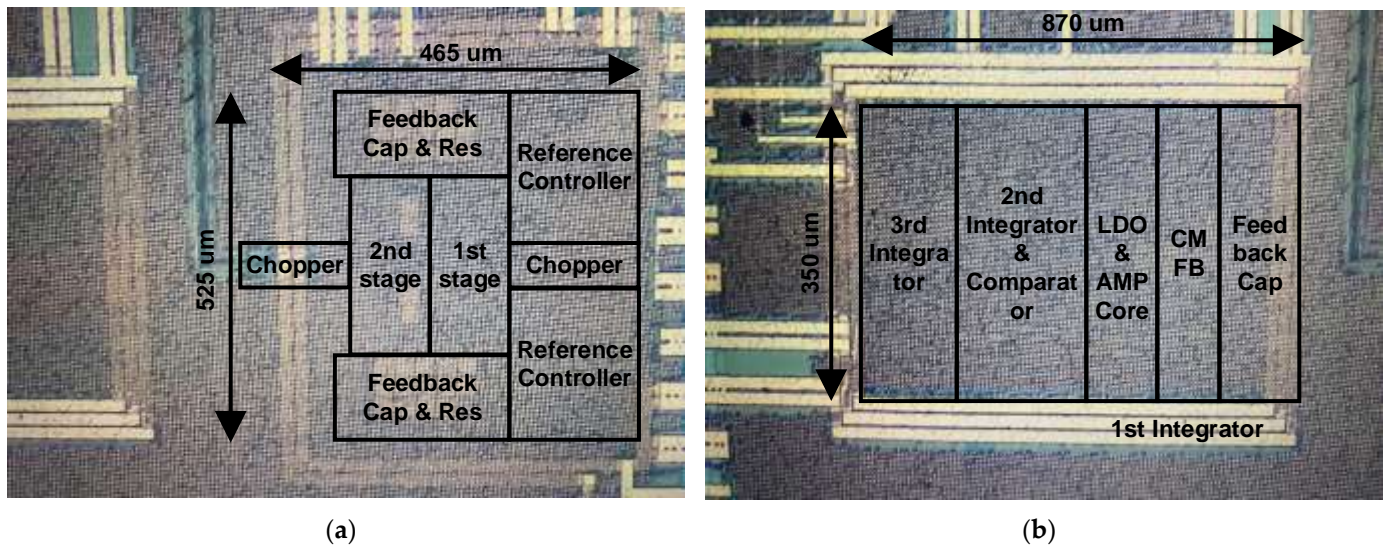 465 um
525 um
Feedback
Cap & Res
Reference
Controller
Chopper
2nd
stage
1st
stage
Chopper
Feedback
Cap & Res
Reference
Controller
(a)
870 um
350 um
3rd
Integra
tor
2nd
Integrator
&
Comparat
or
LDO
&
AMP
Core
CM
FB
Feed
back
Cap
1st Integrator
(b)